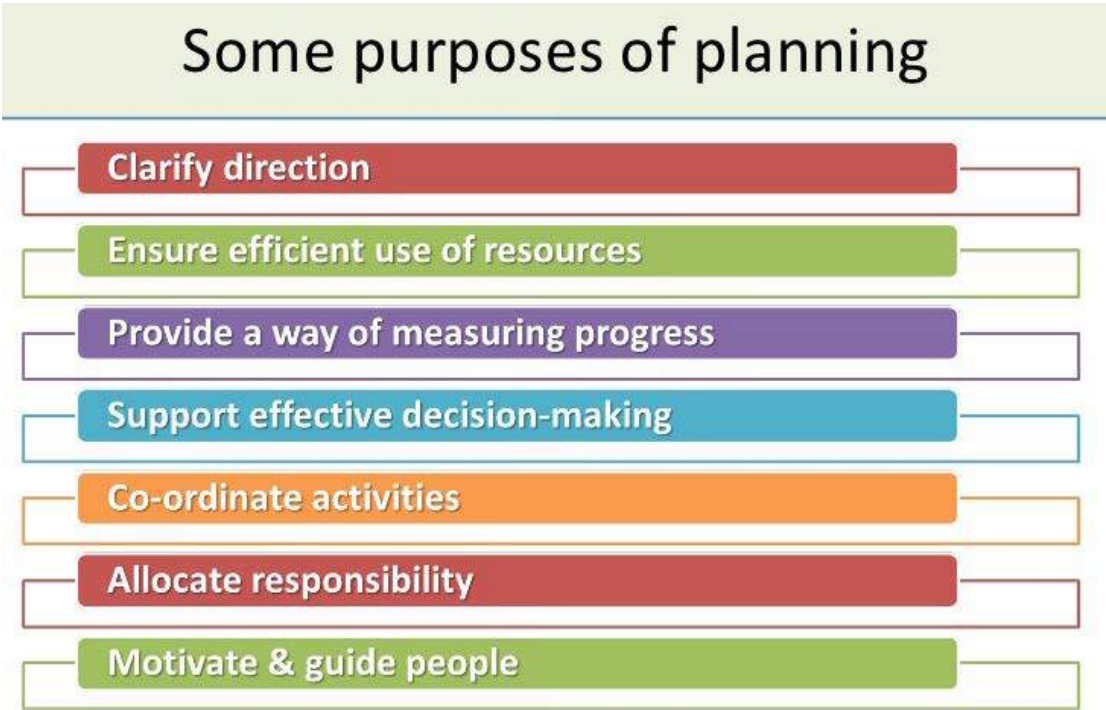 Some purposes of planning
Clarify direction
Ensure efficient use of resources
Provide a way of measuring progress
Support effective decision-making
Co-ordinate activities
Allocate responsibility
Motivate & guide people